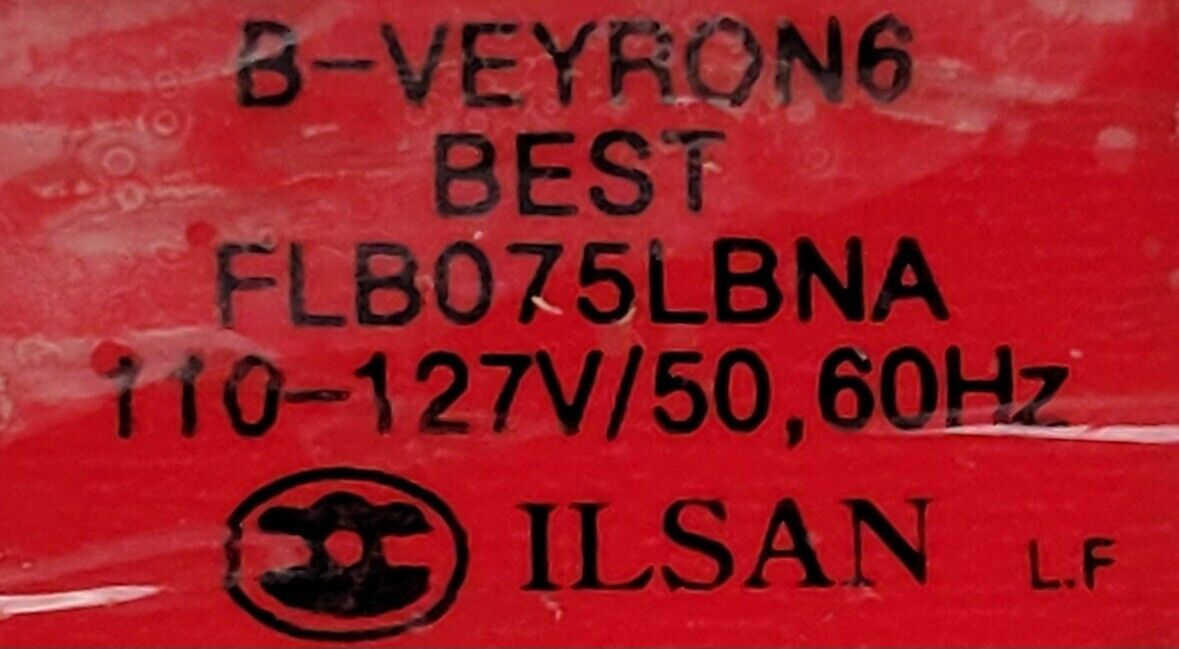 B-VEYRON6
BEST
FLB075LBNA
110-127V/50,60Hz
ILSAN L.F